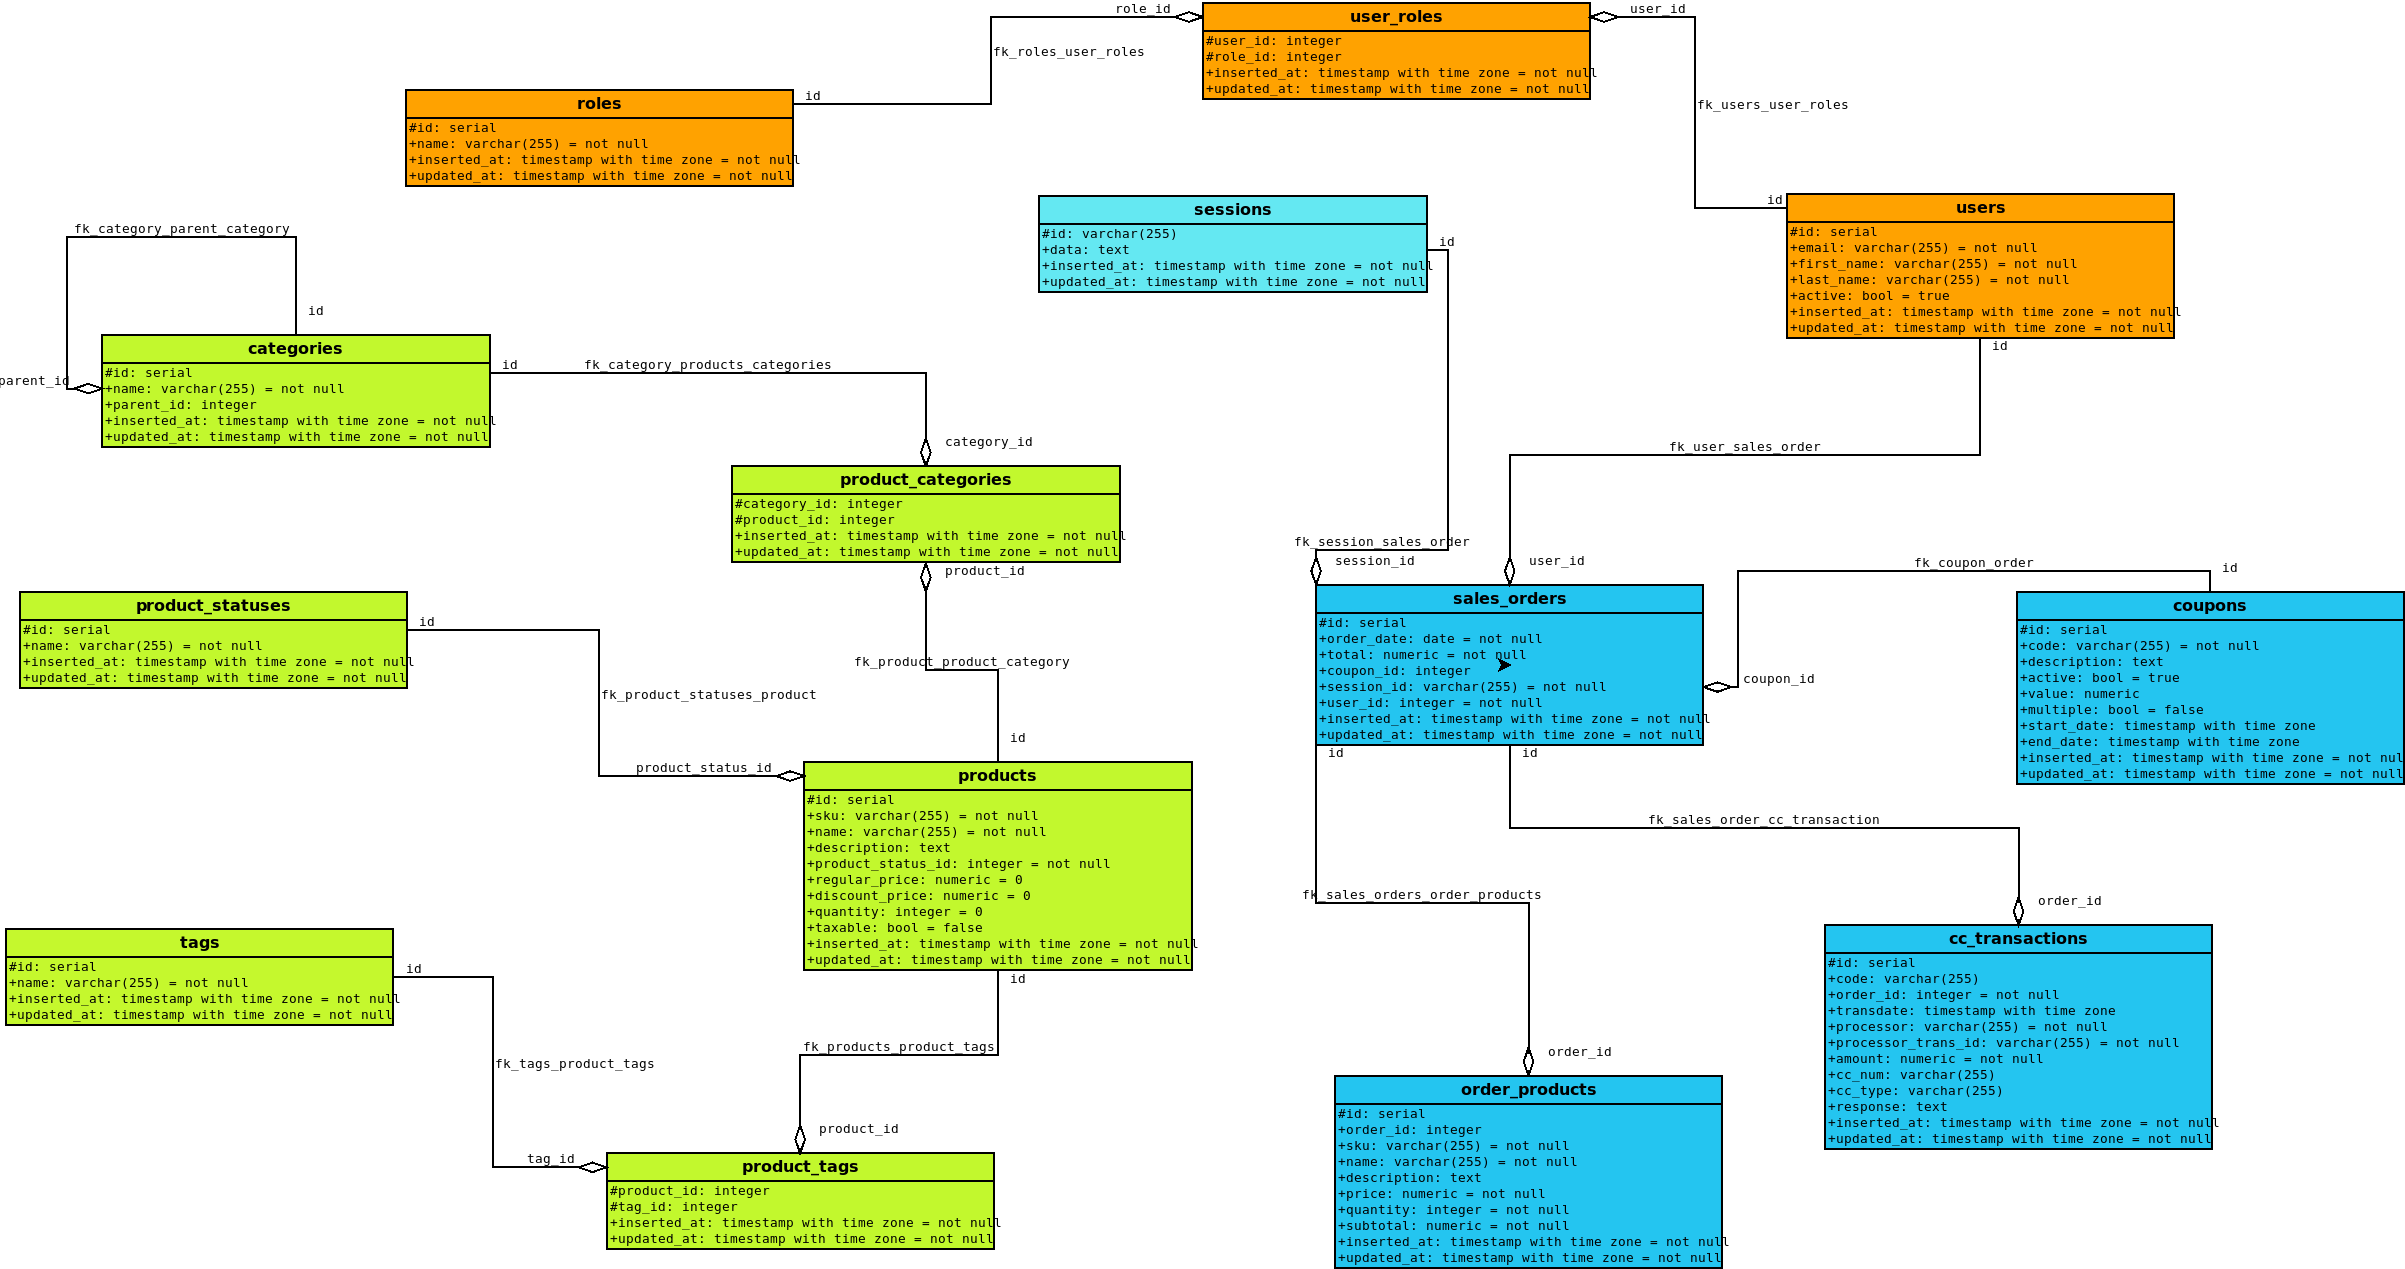 role_id
user_roles
user_id
#user_id: integer
#role_id: integer
+inserted_at: timestamp with time zone = not null
+updated_at: timestamp with time zone = not null
fk_roles_user_roles
fk_users_user_roles
roles
id
#id: serial
+name: varchar(255) = not null
+inserted_at: timestamp with time zone = not null
+updated_at: timestamp with time zone = not null
sessions
#id: varchar(255)
+data: text
+inserted_at: timestamp with time zone = not null
+updated_at: timestamp with time zone = not null
id
id
users
#id: serial
+email: varchar(255) = not null
+first_name: varchar(255) = not null
+last_name: varchar(255) = not null
+active: bool = true
+inserted_at: timestamp with time zone = not null
+updated_at: timestamp with time zone = not null
id
fk_category_parent_category
id
parent_id
categories
#id: serial
+name: varchar(255) = not null
+parent_id: integer
+inserted_at: timestamp with time zone = not null
+updated_at: timestamp with time zone = not null
id
fk_category_products_categories
category_id
product_categories
#category_id: integer
#product_id: integer
+inserted_at: timestamp with time zone = not null
+updated_at: timestamp with time zone = not null
product_id
fk_user_sales_order
fk_session_sales_order
session_id
user_id
fk_coupon_order
id
product_statuses
#id: serial
+name: varchar(255) = not null
+inserted_at: timestamp with time zone = not null
+updated_at: timestamp with time zone = not null
id
fk_product_statuses_product
fk_product_product_category
id
product_status_id
sales_orders
#id: serial
+order_date: date = not null
+total: numeric = not null
+coupon_id: integer
+session_id: varchar(255) = not null
+user_id: integer = not null
+inserted_at: timestamp with time zone = not null
+updated_at: timestamp with time zone = not null
coupon_id
id
id
coupons
#id: serial
+code: varchar(255) = not null
+description: text
+active: bool = true
+value: numeric
+multiple: bool = false
+start_date: timestamp with time zone
+end_date: timestamp with time zone
+inserted_at: timestamp with time zone = not nul
+updated_at: timestamp with time zone = not null
products
#id: serial
+sku: varchar(255) = not null
+name: varchar(255) = not null
+description: text
+product_status_id: integer = not null
+regular_price: numeric = 0
+discount_price: numeric = 0
+quantity: integer = 0
+taxable: bool = false
+inserted_at: timestamp with time zone = not null
+updated_at: timestamp with time zone = not null
id
fk_sales_order_cc_transaction
fk_sales_orders_order_products
order_id
tags
#id: serial
+name: varchar(255) = not null
+inserted_at: timestamp with time zone = not null
+updated_at: timestamp with time zone = not null
id
fk_tags_product_tags
fk_products_product_tags
product_id
tag_id
product_tags
#product_id: integer
#tag_id: integer
+inserted_at: timestamp with time zone = not null
+updated_at: timestamp with time zone = not null
cc_transactions
#id: serial
+code: varchar(255)
+order_id: integer = not null
+transdate: timestamp with time zone
+processor: varchar(255) = not null
+processor_trans_id: varchar(255) = not null
+amount: numeric = not null
+cc_num: varchar(255)
+cc_type: varchar(255)
+response: text
+inserted_at: timestamp with time zone = not null
+updated_at: timestamp with time zone = not null
order_id
order_products
#id: serial
+order_id: integer
+sku: varchar(255) = not null
+name: varchar(255) = not null
+description: text
+price: numeric = not null
+quantity: integer = not null
+subtotal: numeric = not null
+inserted_at: timestamp with time zone = not null
+updated_at: timestamp with time zone = not null